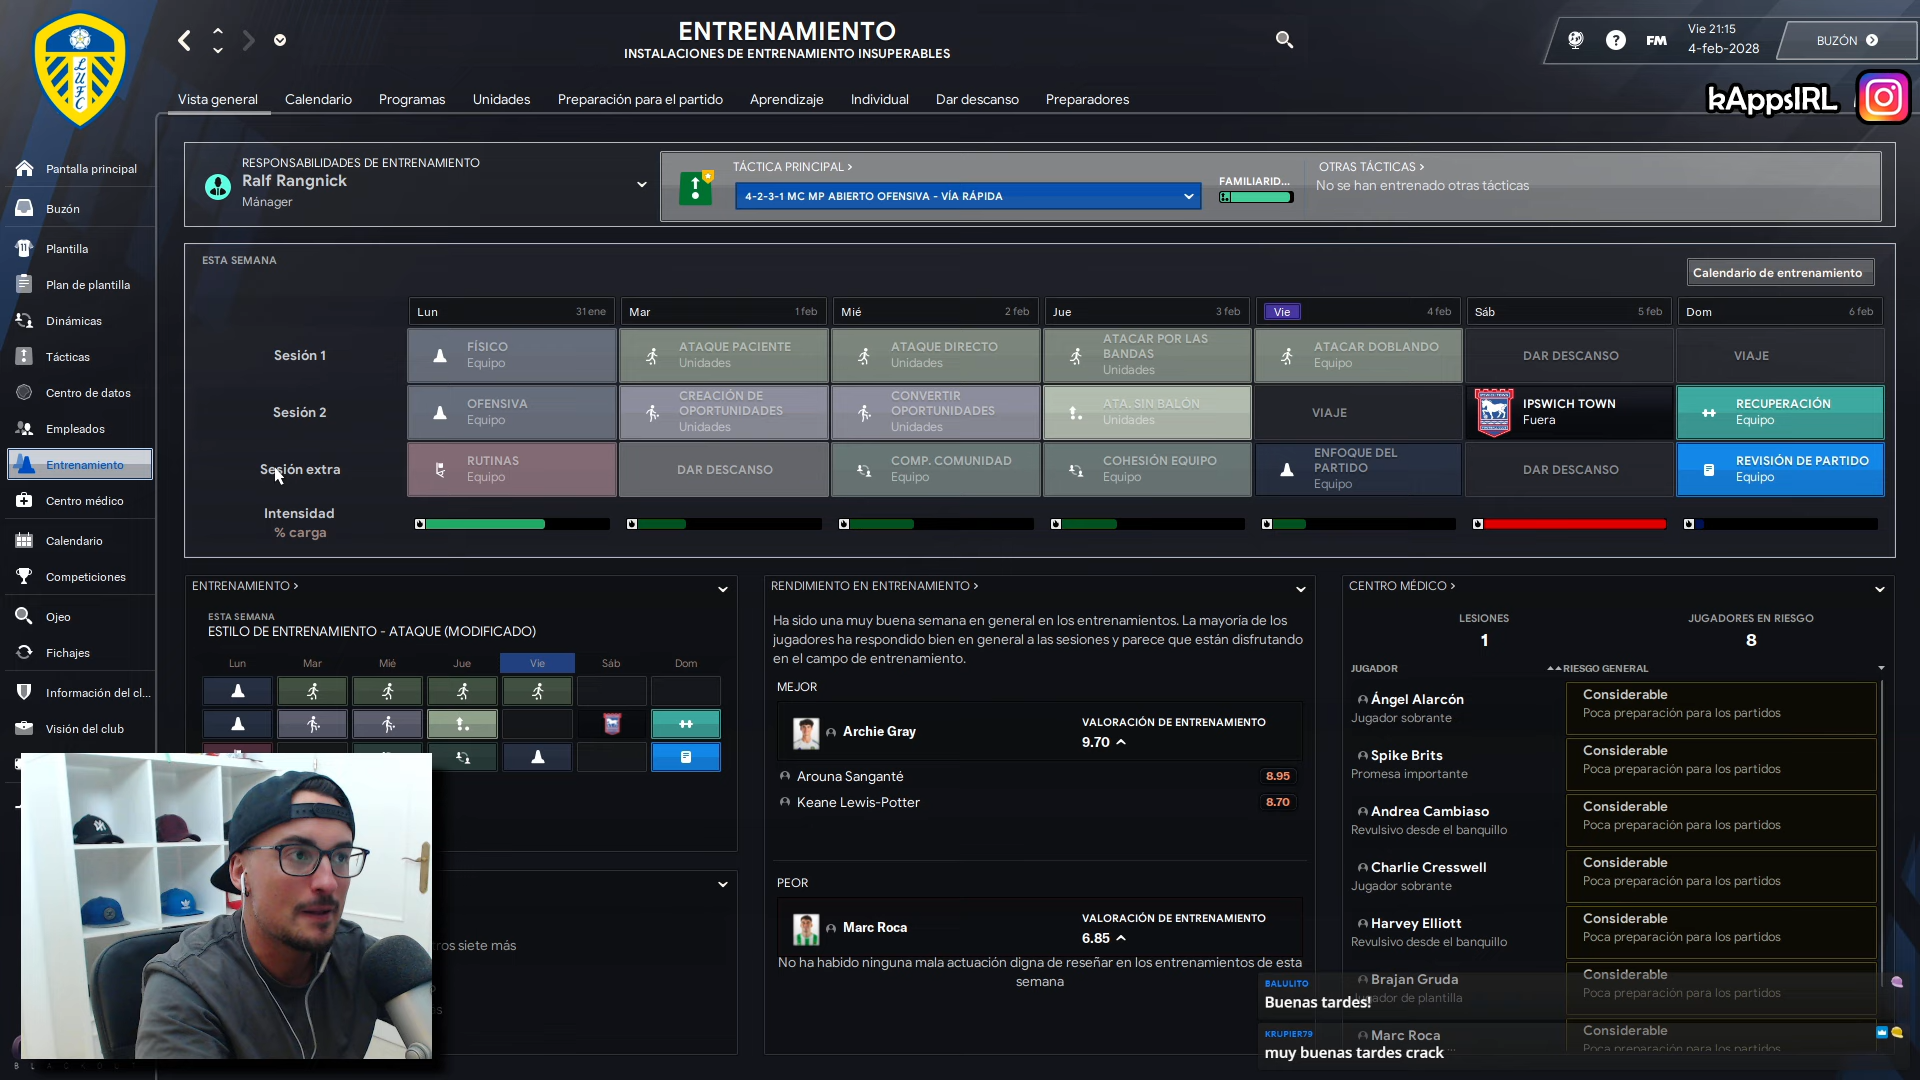 ENTRENAMIENTO
INSTALACIONES DE ENTRENAMIENTO INSUPERABLES
FM
Vie 21:15
4-feb-2028
BUZÓN
LUFC
kAppsIRL
Vista general
Calendario
Programas
Unidades
Preparación para el partido
Aprendizaje
Individual
Dar descanso
Preparadores
Pantalla principal
Buzón
Plantilla
Plan de plantilla
Dinámicas
Tácticas
Centro de datos
Empleados
Entrenamiento
Centro médico
Calendario
Competiciones
Ojeo
Fichajes
Información del cl...
Visión del club
RESPONSABILIDADES DE ENTRENAMIENTO
Ralf Rangnick
Mánager
TÁCTICA PRINCIPAL >
4-2-3-1 MC MP ABIERTO OFENSIVA - VÍA RÁPIDA
FAMILIARID...
OTRAS TÁCTICAS >
No se han entrenado otras tácticas
ESTA SEMANA
Calendario de entrenamiento
Lun 31 ene
Mar 1 feb
Mié 2 feb
Jue 3 feb
Vie 4 feb
Sáb 5 feb
Dom 6 feb
Sesión 1
FÍSICO
Equipo
ATAQUE PACIENTE
Unidades
ATAQUE DIRECTO
Unidades
ATACAR POR LAS
BANDAS
Unidades
ATACAR DOBLANDO
Equipo
DAR DESCANSO
VIAJE
Sesión 2
OFENSIVA
Equipo
CREACIÓN DE
OPORTUNIDADES
Unidades
CONVERTIR
OPORTUNIDADES
Unidades
ATA. SIN BALÓN
Unidades
VIAJE
IPSWICH TOWN
Fuera
RECUPERACIÓN
Equipo
Sesión extra
RUTINAS
Equipo
DAR DESCANSO
COMP. COMUNIDAD
Equipo
COHESIÓN EQUIPO
Equipo
ENFOQUE DEL
PARTIDO
Equipo
DAR DESCANSO
REVISIÓN DE PARTIDO
Equipo
Intensidad
% carga
ENTRENAMIENTO >
ESTA SEMANA
ESTILO DE ENTRENAMIENTO - ATAQUE (MODIFICADO)
Lun Mar Mié Jue Vie Sáb Dom
tros siete más
RENDIMIENTO EN ENTRENAMIENTO >
Ha sido una muy buena semana en general en los entrenamientos. La mayoría de los
jugadores ha respondido bien en general a las sesiones y parece que están disfrutando
en el campo de entrenamiento.
MEJOR
Archie Gray
VALORACIÓN DE ENTRENAMIENTO
9.70
Arouna Sanganté 8.95
Keane Lewis-Potter 8.70
PEOR
Marc Roca
VALORACIÓN DE ENTRENAMIENTO
6.85
No ha habido ninguna mala actuación digna de reseñar en los entrenamientos de esta
semana
CENTRO MÉDICO >
LESIONES
1
JUGADORES EN RIESGO
8
JUGADOR
RIESGO GENERAL
Ángel Alarcón
Jugador sobrante
Considerable
Poca preparación para los partidos
Spike Brits
Promesa importante
Considerable
Poca preparación para los partidos
Andrea Cambiaso
Revulsivo desde el banquillo
Considerable
Poca preparación para los partidos
Charlie Cresswell
Jugador sobrante
Considerable
Poca preparación para los partidos
Harvey Elliott
Revulsivo desde el banquillo
Considerable
Poca preparación para los partidos
Brajan Gruda
Jugador de plantilla
Considerable
Poca preparación para los partidos
Marc Roca
Considerable
Poca preparación para los partidos
BALULITO
Buenas tardes!
KRUPIER79
muy buenas tardes crack